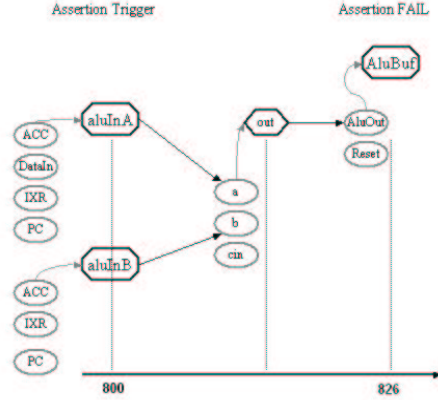 Assertion Trigger
Assertion FAIL
AluBuf
aluInA
out
AluOut
ACC
DataIn
Reset
IXR
a
PC
b
aluInB
cin
ACC
IXR
PC
800
826